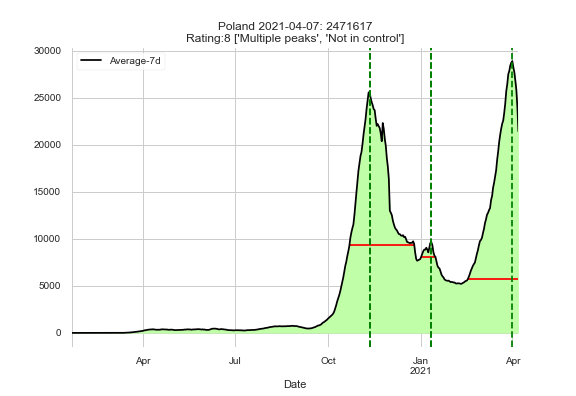 Poland 2021-04-07: 2471617
Rating:8 ['Multiple peaks', 'Not in control']
Average-7d
30000
25000
20000
15000
10000
5000
0
Apr Jul Oct Jan Apr
2021
Date